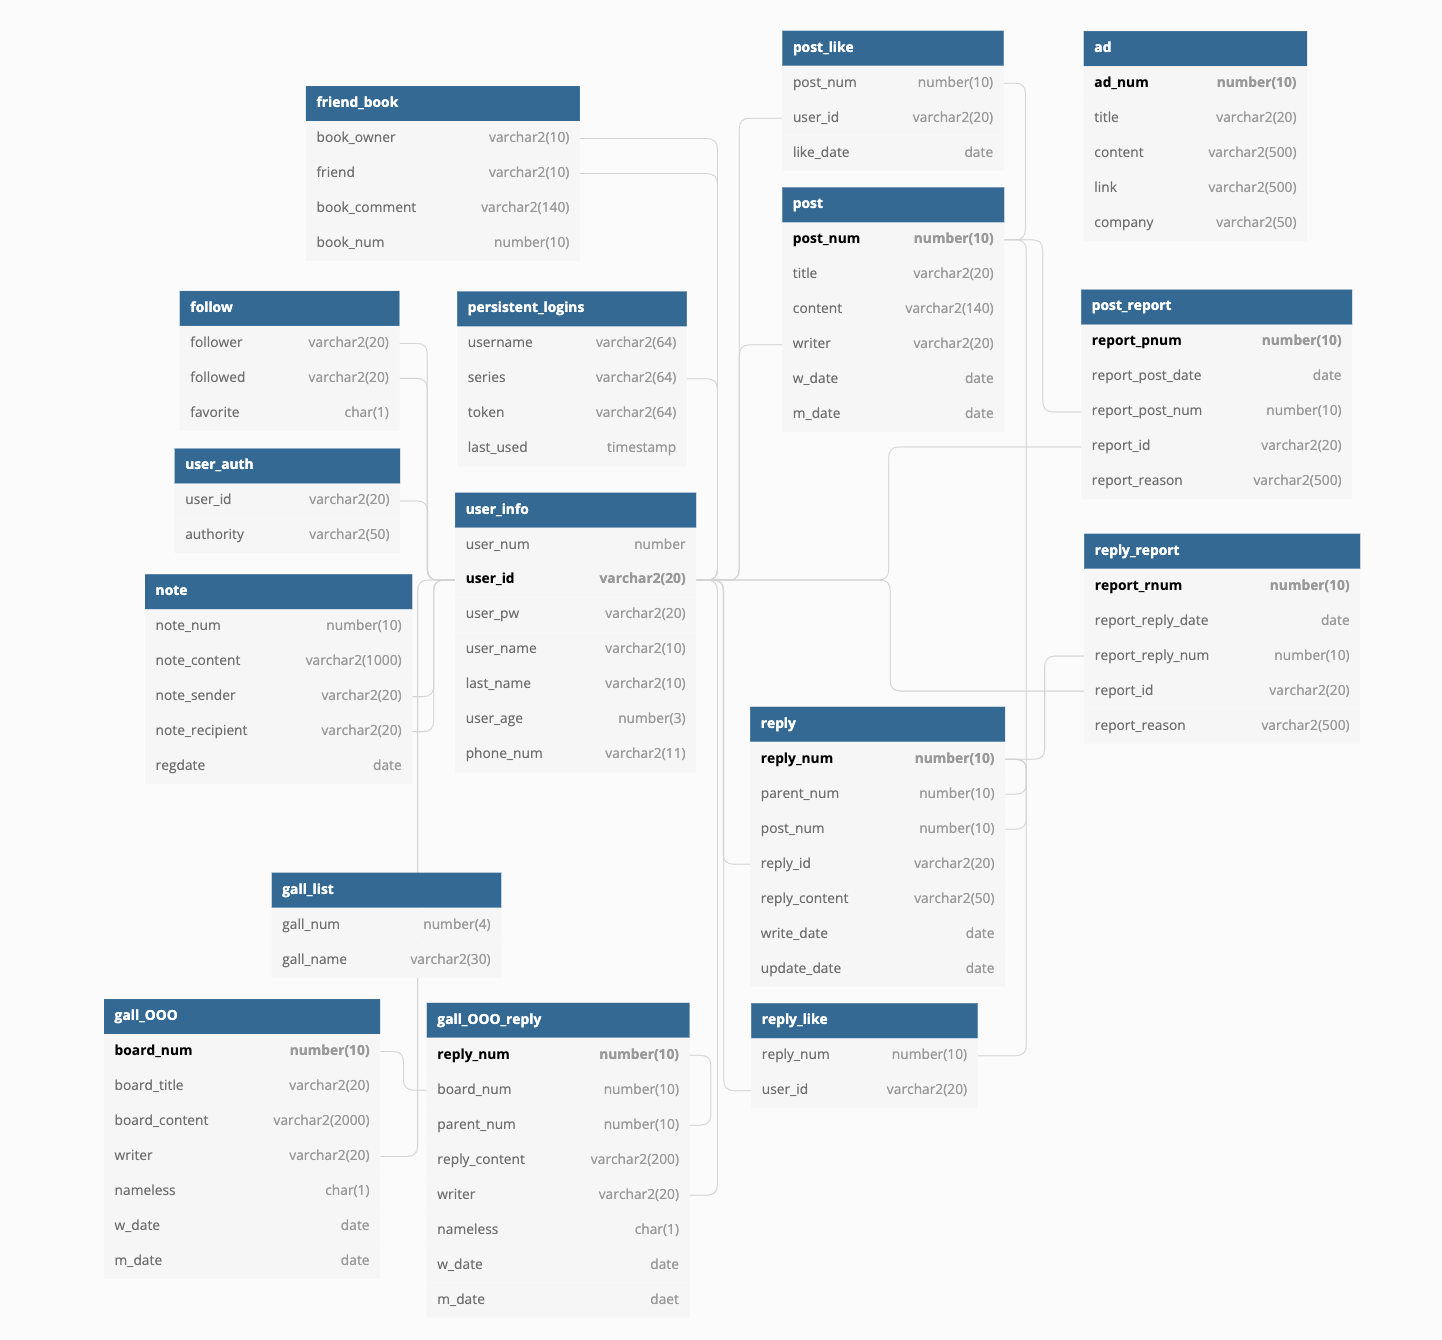 post_like
post_num number(10)
user_id varchar2(20)
like_date date
ad
ad_num number(10)
title varchar2(20)
content varchar2(500)
link varchar2(500)
company varchar2(50)
friend_book
book_owner varchar2(10)
friend varchar2(10)
book_comment varchar2(140)
book_num number(10)
post
post_num number(10)
title varchar2(20)
content varchar2(140)
writer varchar2(20)
w_date date
m_date date
follow
follower varchar2(20)
followed varchar2(20)
favorite char(1)
persistent_logins
username varchar2(64)
series varchar2(64)
token varchar2(64)
last_used timestamp
post_report
report_pnum number(10)
report_post_date date
report_post_num number(10)
report_id varchar2(20)
report_reason varchar2(500)
user_auth
user_id varchar2(20)
authority varchar2(50)
user_info
user_num number
user_id varchar2(20)
user_pw varchar2(20)
user_name varchar2(10)
last_name varchar2(10)
user_age number(3)
phone_num varchar2(11)
reply_report
report_rnum number(10)
report_reply_date date
report_reply_num number(10)
report_id varchar2(20)
report_reason varchar2(500)
note
note_num number(10)
note_content varchar2(1000)
note_sender varchar2(20)
note_recipient varchar2(20)
regdate date
reply
reply_num number(10)
parent_num number(10)
post_num number(10)
reply_id varchar2(20)
reply_content varchar2(50)
write_date date
update_date date
gall_list
gall_num number(4)
gall_name varchar2(30)
gall_OOO
board_num number(10)
board_title varchar2(20)
board_content varchar2(2000)
writer varchar2(20)
nameless char(1)
w_date date
m_date date
gall_OOO_reply
reply_num number(10)
board_num number(10)
parent_num number(10)
reply_content varchar2(200)
writer varchar2(20)
nameless char(1)
w_date date
m_date daet
reply_like
reply_num number(10)
user_id varchar2(20)